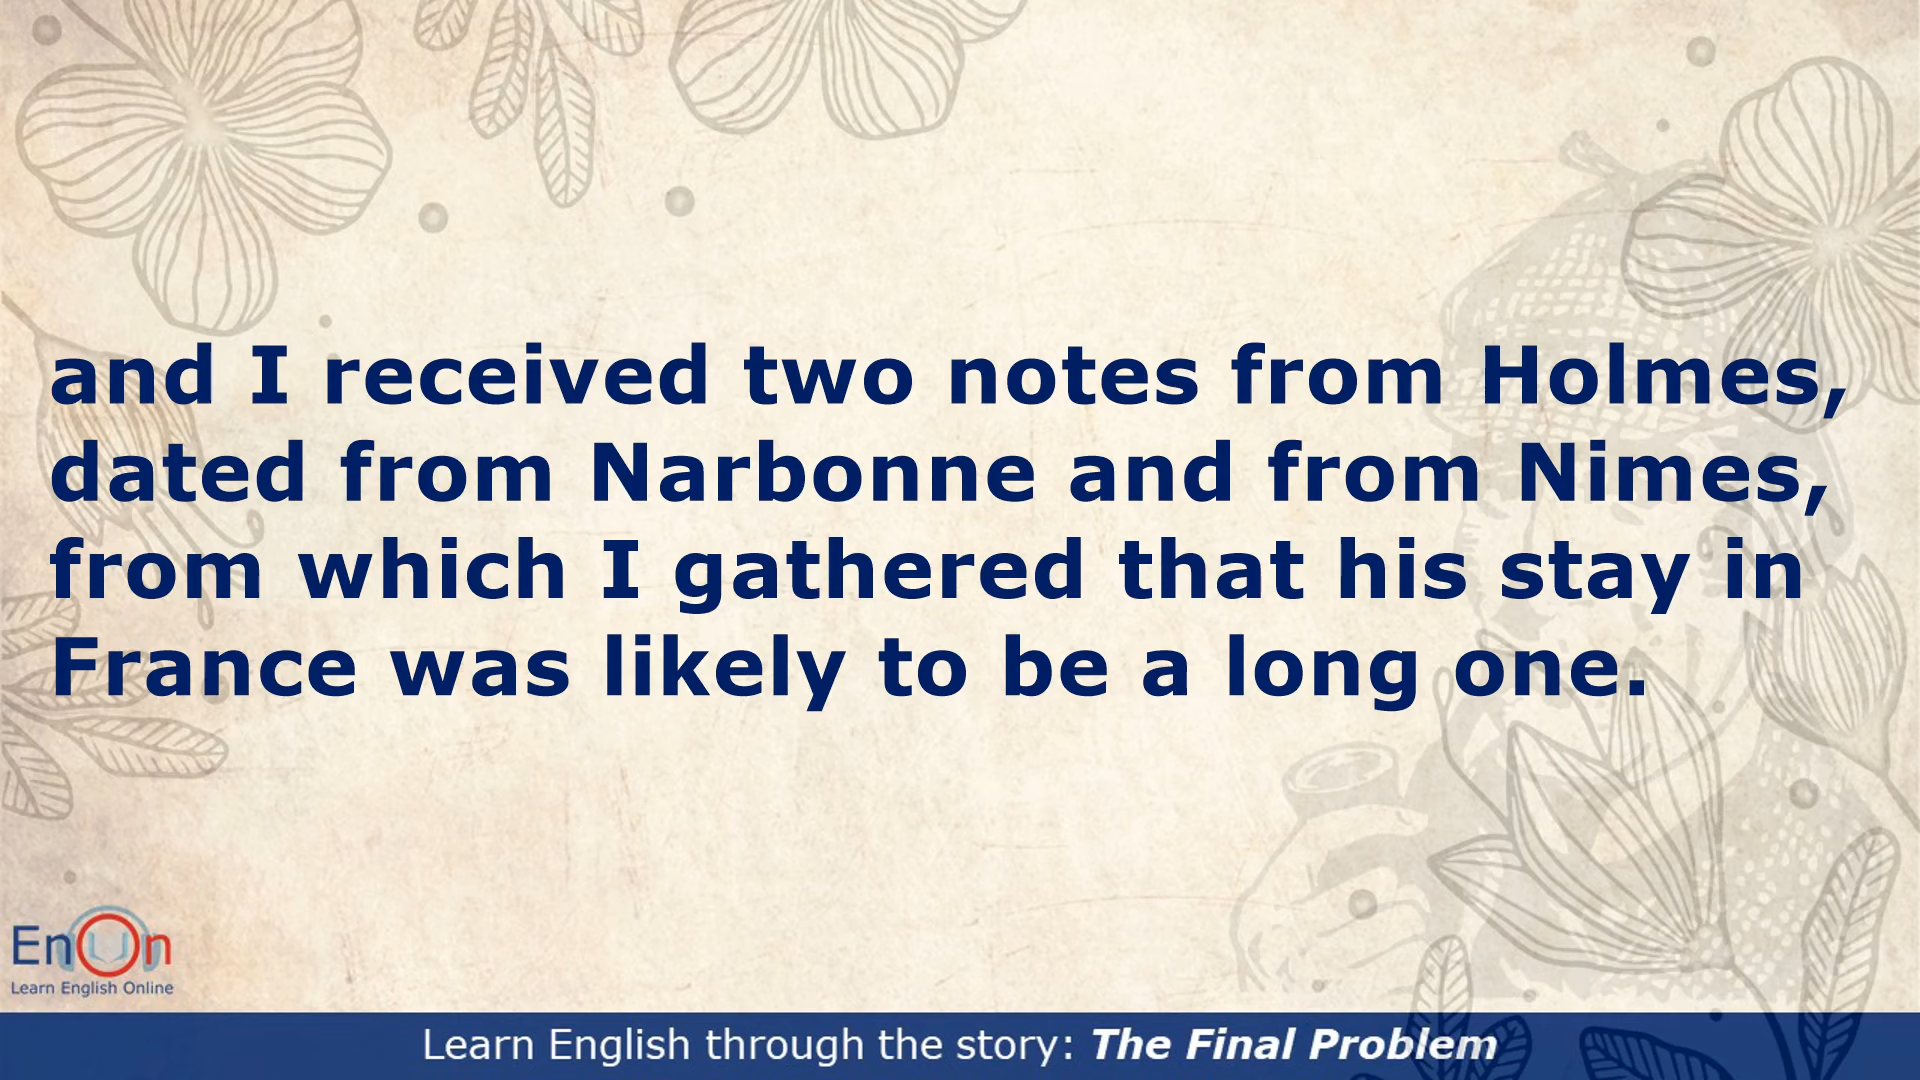 and I received two notes from Holmes,
dated from Narbonne and from Nimes,
from which I gathered that his stay in
France was likely to be a long one.
EnOn
Learn English Online
Learn English through the story: The Final Problem